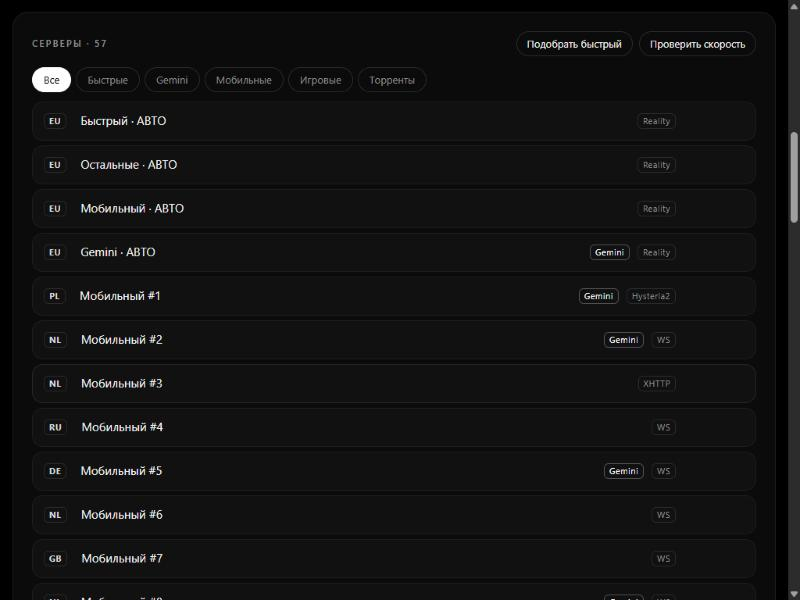 СЕРВЕРЫ · 57
Подобрать быстрый
Проверить скорость
Все
Быстрые
Gemini
Мобильные
Игровые
Торренты
EU Быстрый · АВТО Reality
EU Остальные · АВТО Reality
EU Мобильный · АВТО Reality
EU Gemini · АВТО Gemini Reality
PL Мобильный #1 Gemini Hysteria2
NL Мобильный #2 Gemini WS
NL Мобильный #3 XHTTP
RU Мобильный #4 WS
DE Мобильный #5 Gemini WS
NL Мобильный #6 WS
GB Мобильный #7 WS